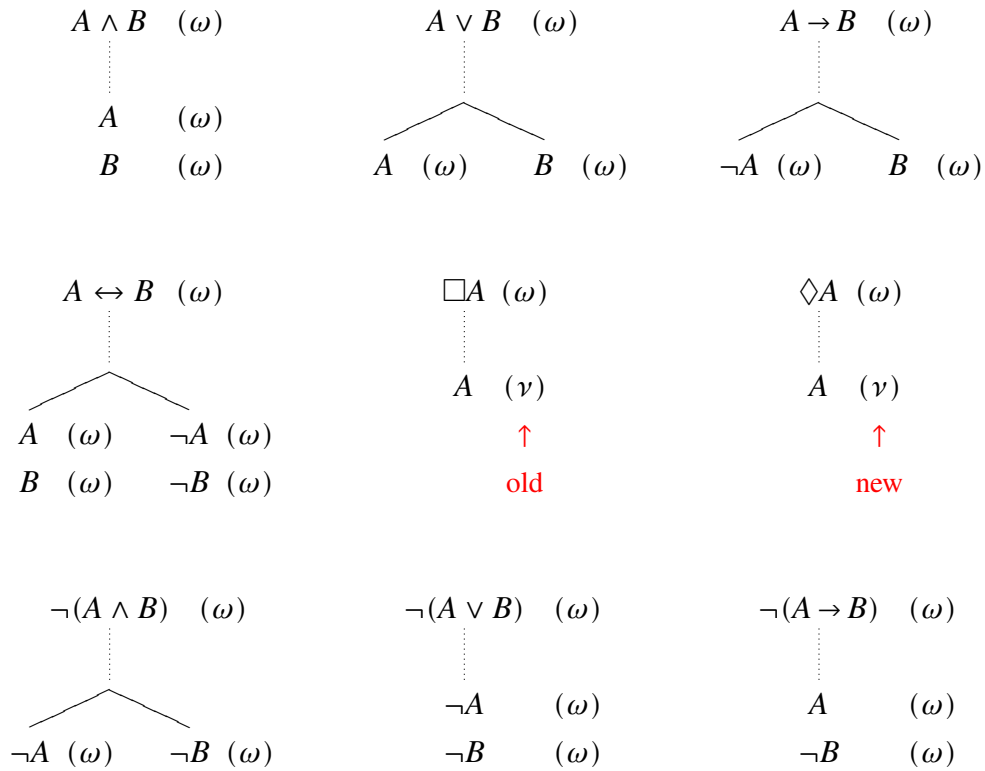 A ∧ B (ω) A ∨ B (ω) A → B (ω)
A (ω)
B (ω) A (ω) B (ω) ¬A (ω) B (ω)
A ↔ B (ω) □A (ω) ◇A (ω)
A (ν) A (ν)
A (ω) ¬A (ω) ↑ ↑
B (ω) ¬B (ω) old new
¬(A ∧ B) (ω) ¬(A ∨ B) (ω) ¬(A → B) (ω)
¬A (ω) A (ω)
¬A (ω) ¬B (ω) ¬B (ω) ¬B (ω)